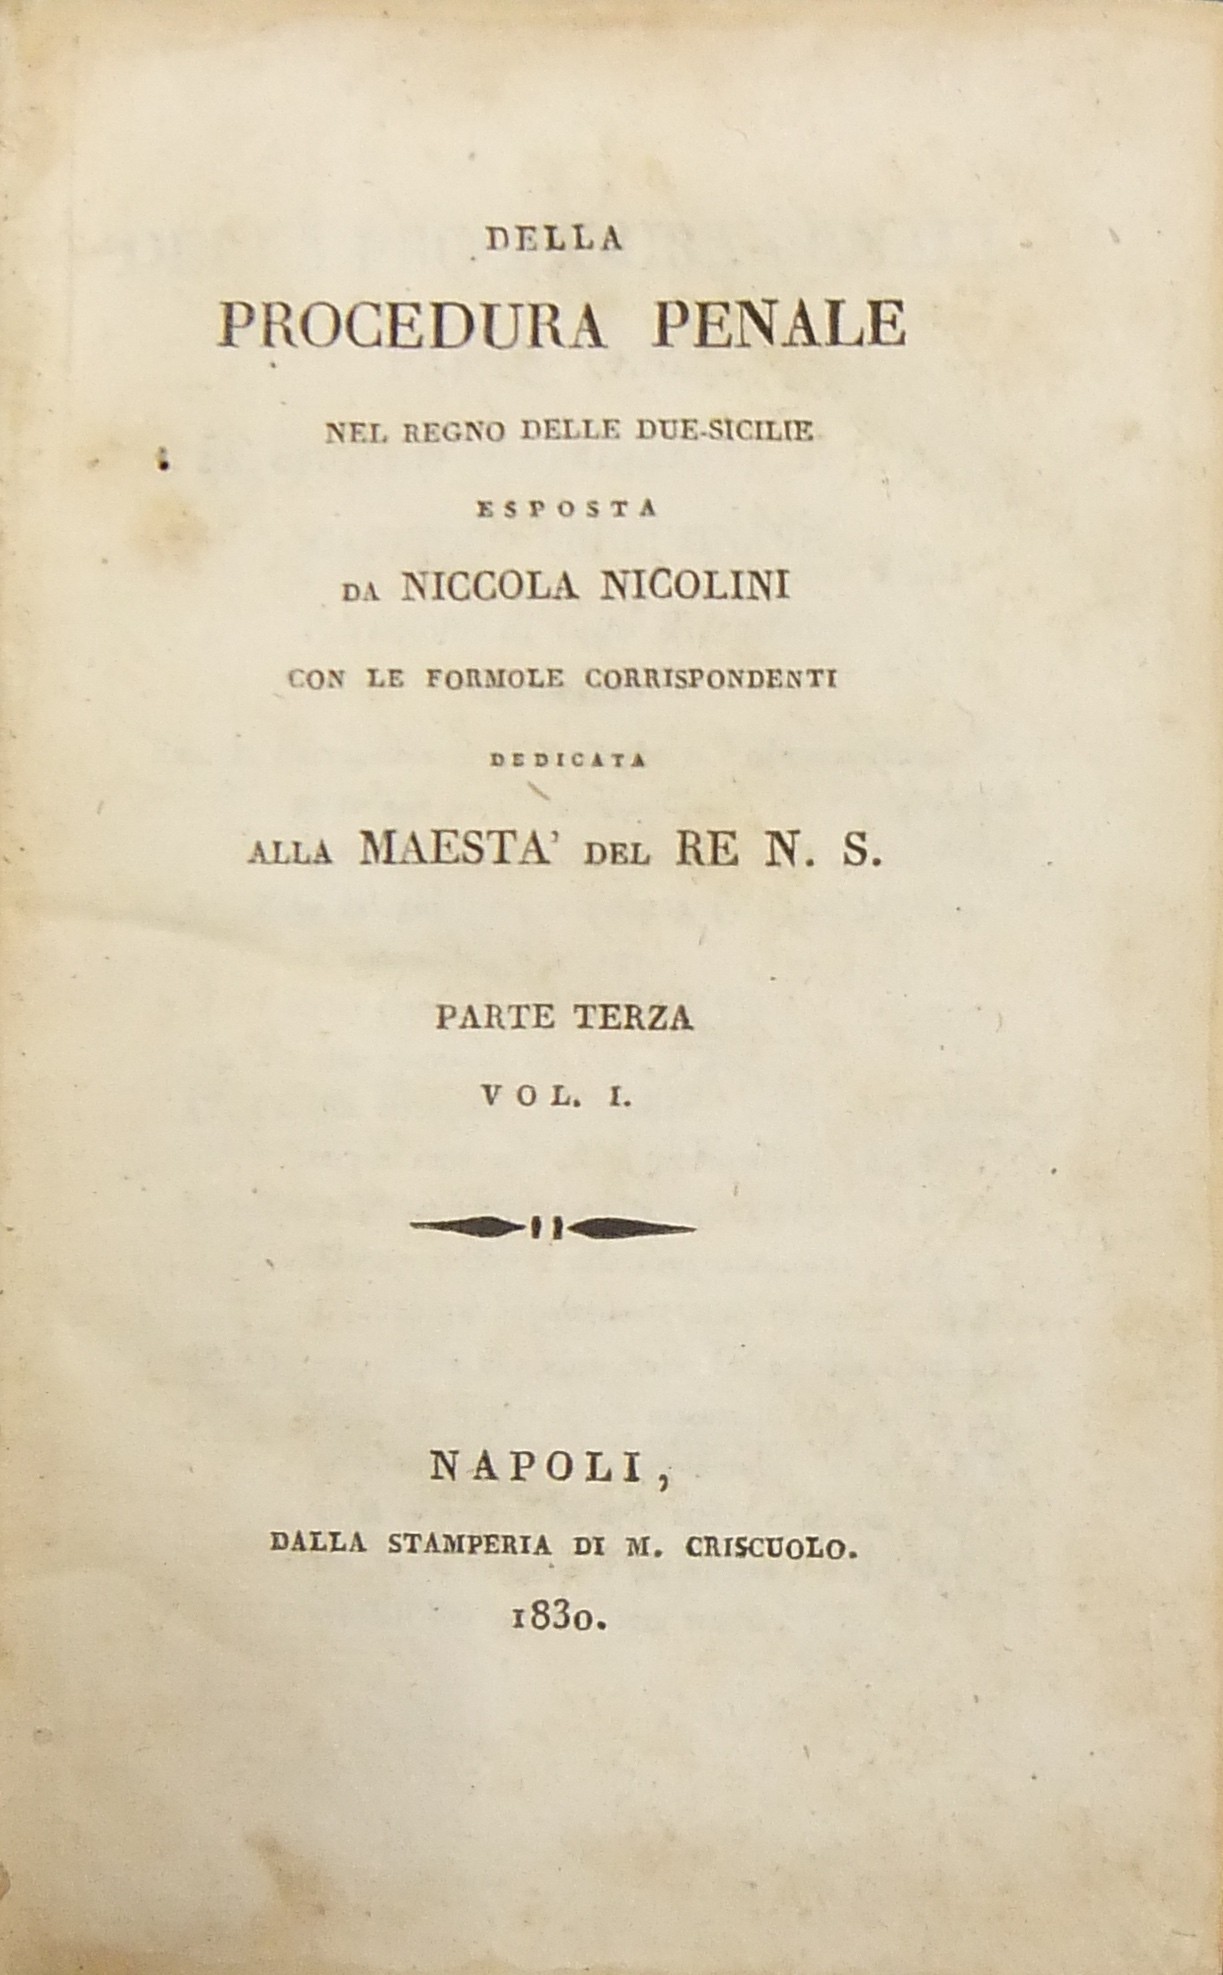 DELLA
PROCEDURA PENALE
NEL REGNO DELLE DUE-SICILIE
ESPOSTA
DA NICCOLA NICOLINI
CON LE FORMOLE CORRISPONDENTI
DEDICATA
ALLA MAESTA' DEL RE N. S.
PARTE TERZA
VOL. I.
NAPOLI,
DALLA STAMPERIA DI M. CRISCUOLO.
1830.